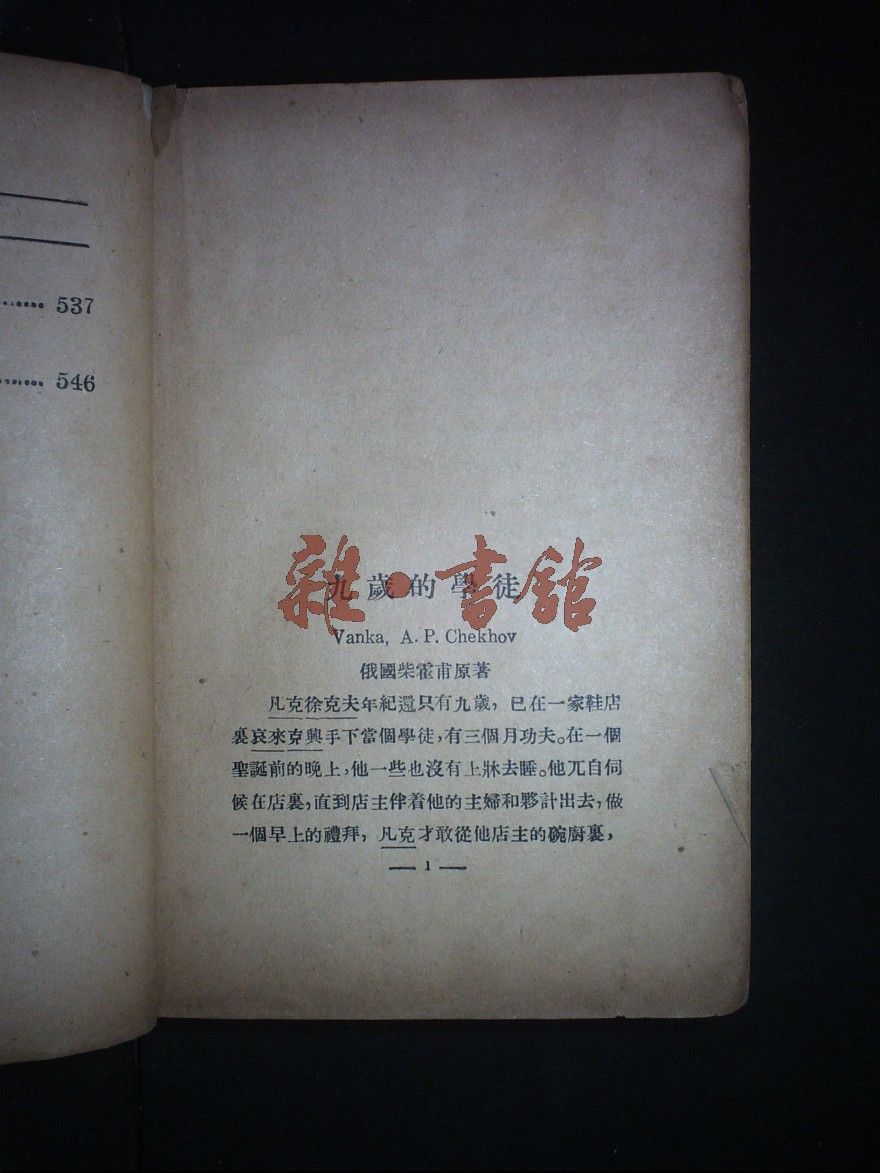 ········ 537
········ 546
雜·書館
九歲的學徒
Vanka, A. P. Chekhov
俄國柴霍甫原著
凡克徐克夫年紀還只有九歲，已在一家鞋店
裏哀來克興手下當個學徒，有三個月功夫。在一個
聖誕前的晚上，他一些也沒有上牀去睡。他兀自伺
候在店裏，直到店主伴着他的主婦和夥計出去，做
一個早上的禮拜，凡克才敢從他店主的碗廚裏，
— 1 —